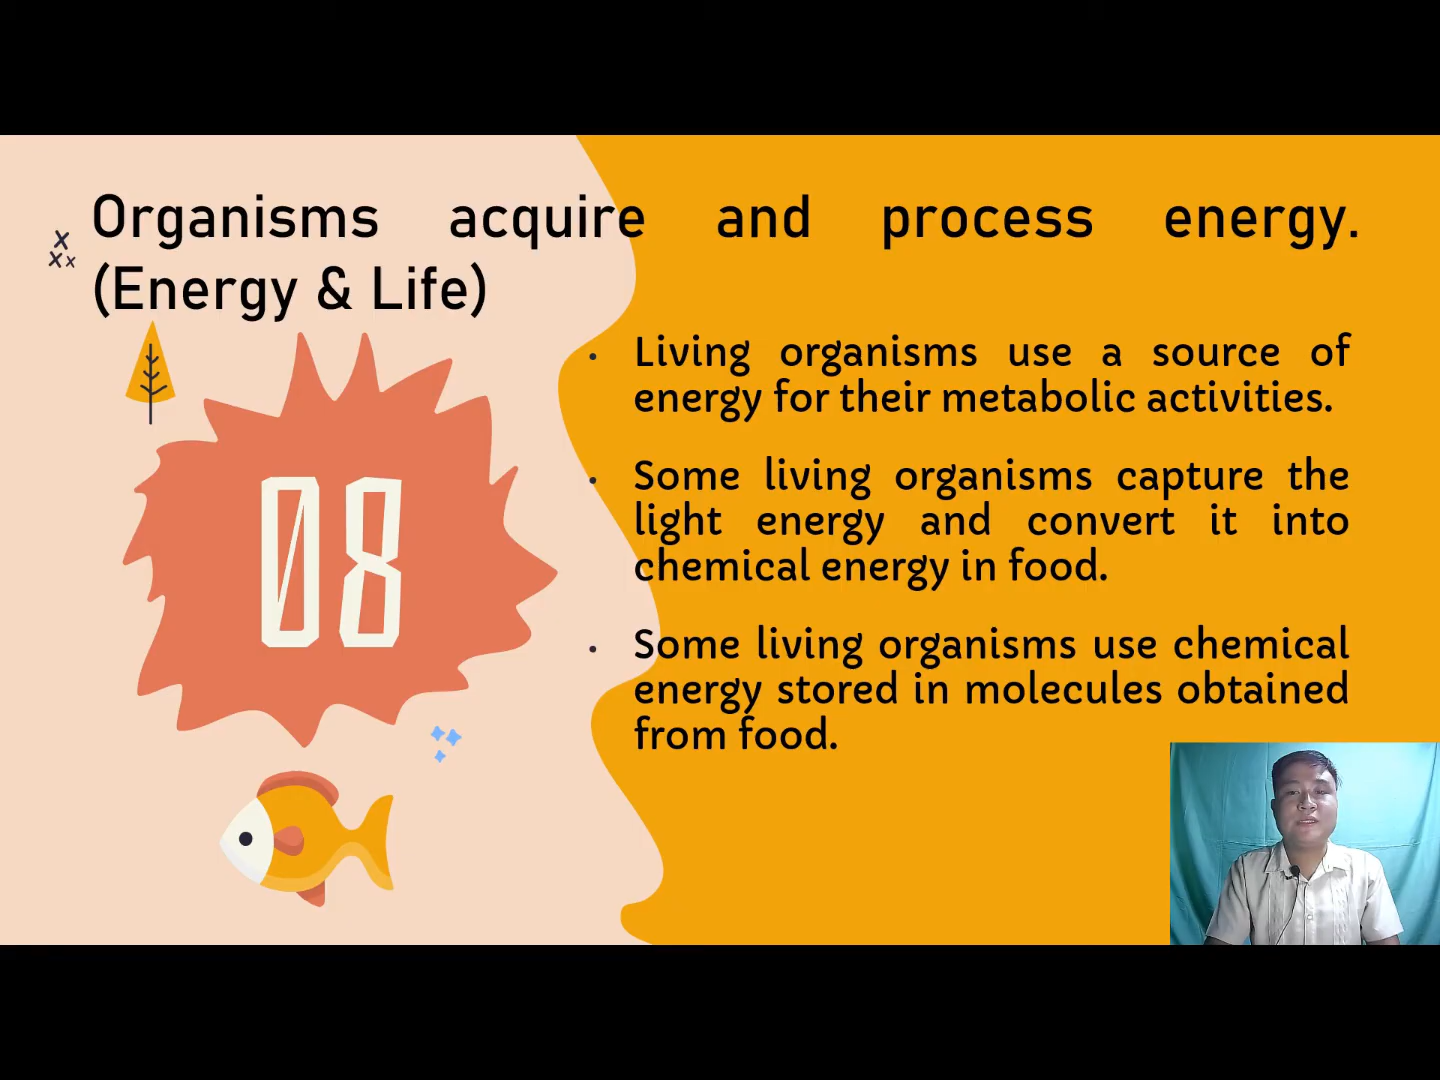 Organisms acquire and process energy.
(Energy & Life)
08
• Living organisms use a source of
energy for their metabolic activities.
• Some living organisms capture the
light energy and convert it into
chemical energy in food.
• Some living organisms use chemical
energy stored in molecules obtained
from food.